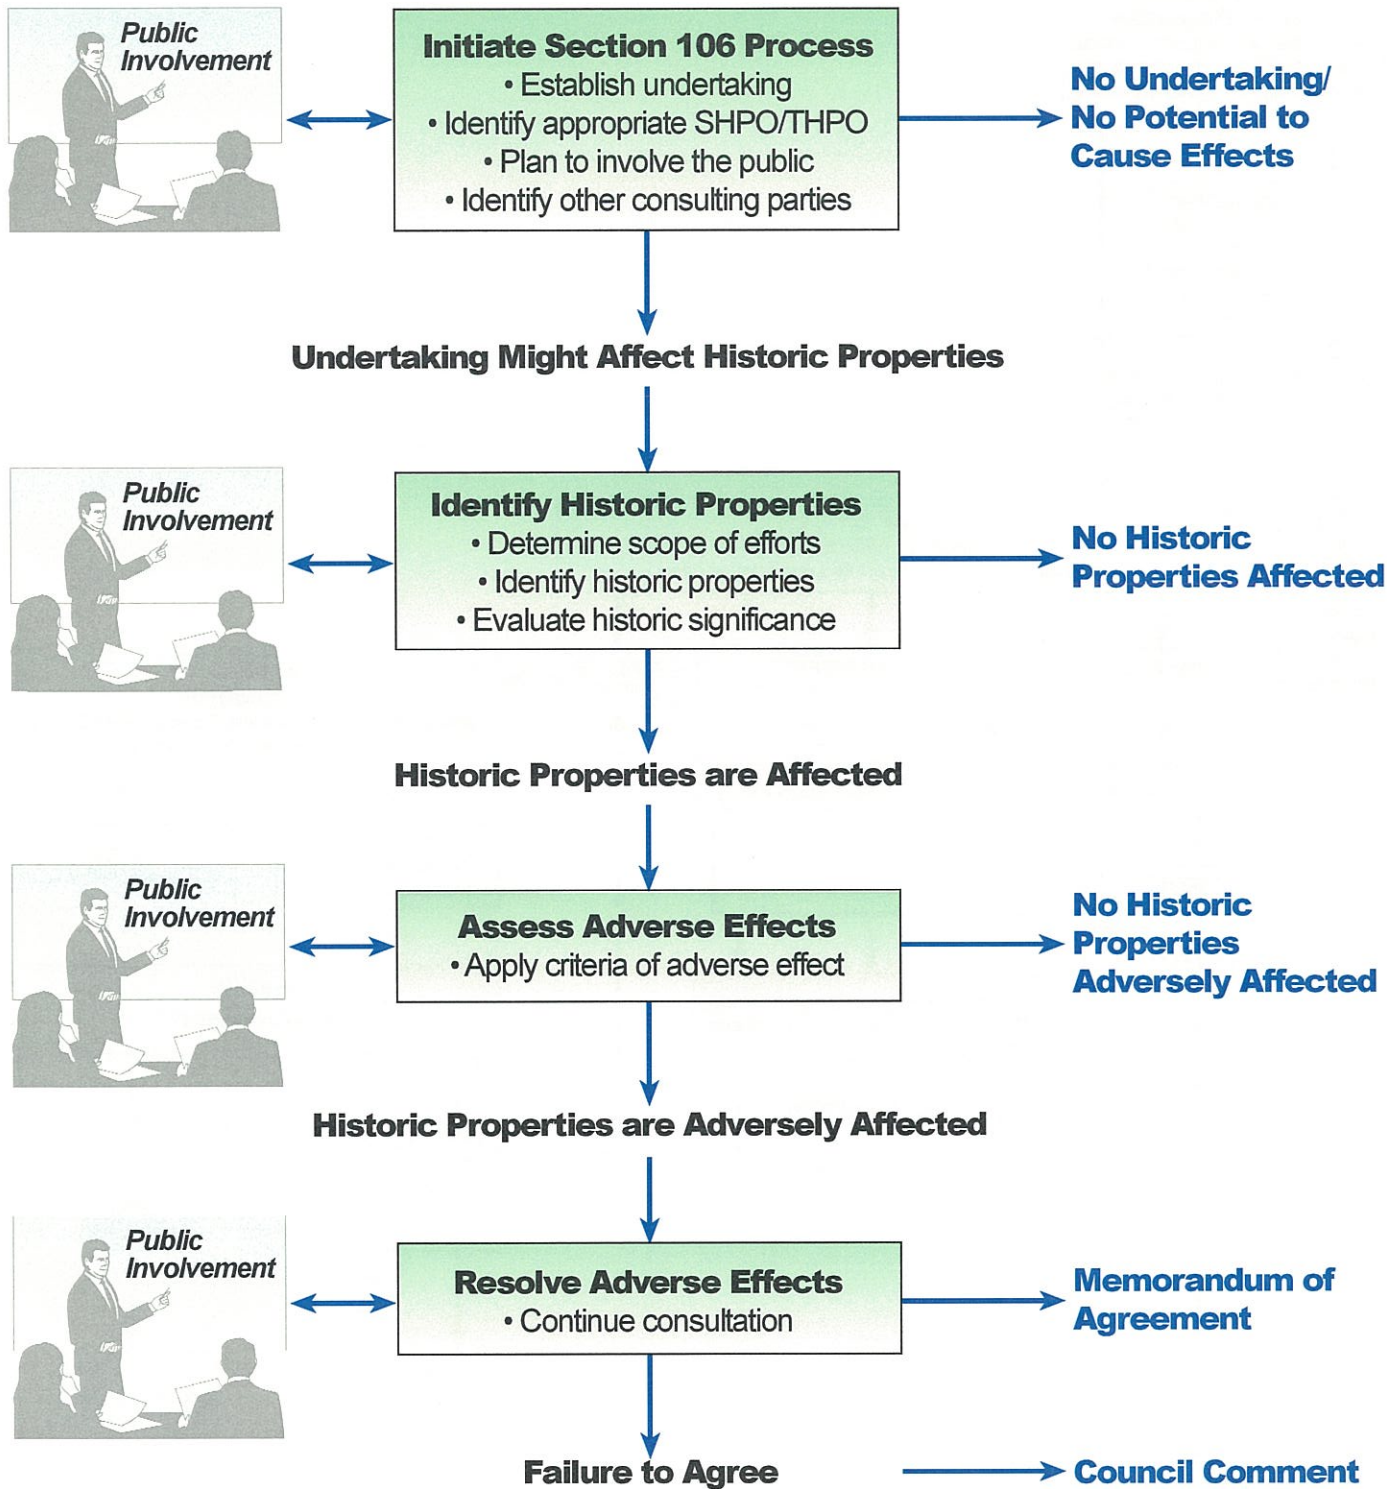 Public
Involvement
Initiate Section 106 Process
• Establish undertaking
• Identify appropriate SHPO/THPO
• Plan to involve the public
• Identify other consulting parties
No Undertaking/
No Potential to
Cause Effects
Undertaking Might Affect Historic Properties
Public
Involvement
Identify Historic Properties
• Determine scope of efforts
• Identify historic properties
• Evaluate historic significance
No Historic
Properties Affected
Historic Properties are Affected
Public
Involvement
Assess Adverse Effects
• Apply criteria of adverse effect
No Historic
Properties
Adversely Affected
Historic Properties are Adversely Affected
Public
Involvement
Resolve Adverse Effects
• Continue consultation
Memorandum of
Agreement
Failure to Agree
Council Comment